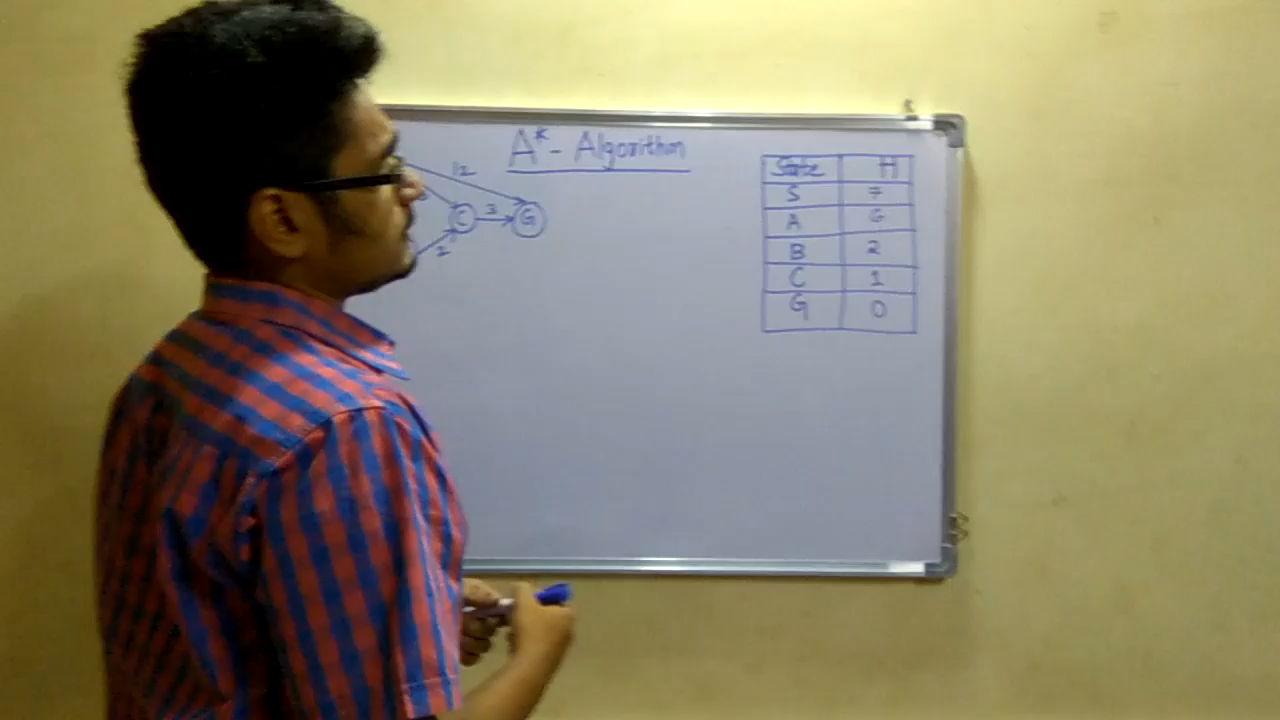 A* - Algorithm
12
C 3 G
2
State H
S 7
A 6
B 2
C 1
G 0